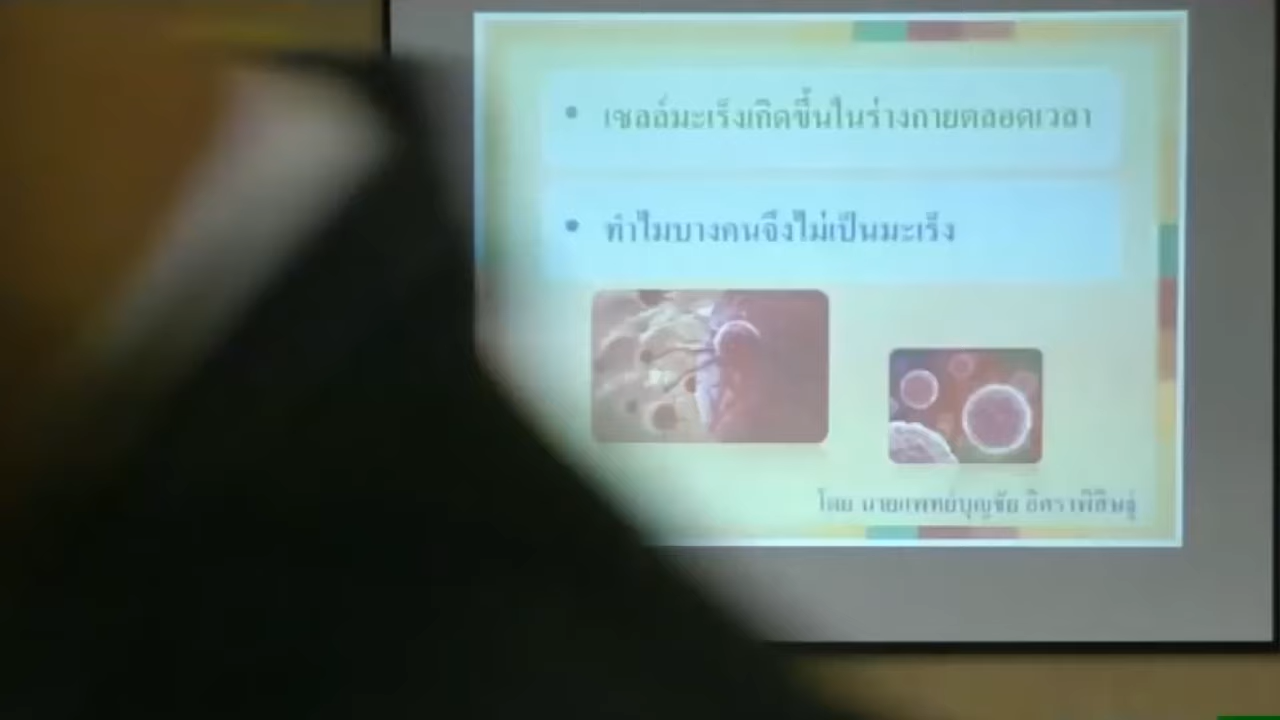 • เซลล์มะเร็งเกิดขึ้นในร่างกายตลอดเวลา
• ทำไมบางคนจึงไม่เป็นมะเร็ง
โดย นายแพทย์บุญชัย อิศราพิสิษฐ์